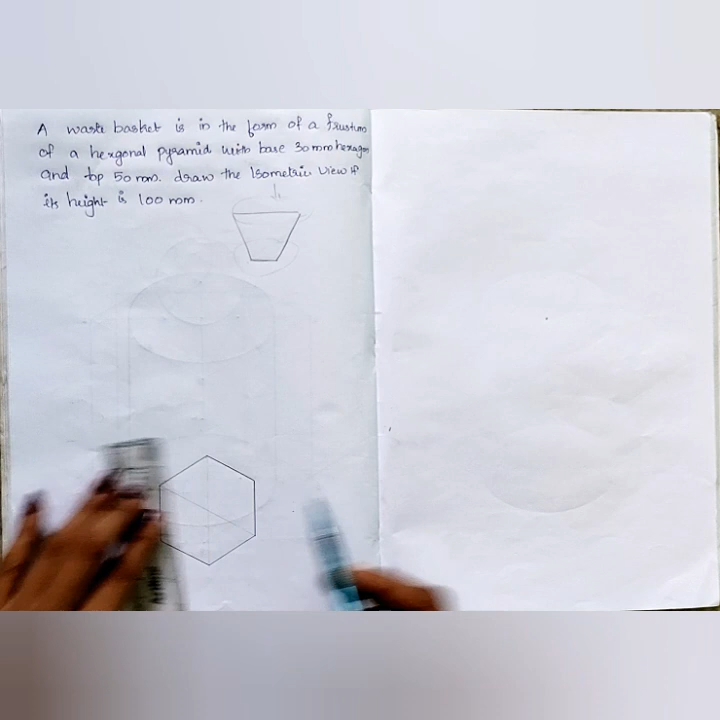 A waste basket is in the form of a frustum
of a hexgonal pyramid with base 30 mm hexagon
and top 50 mm. draw the Isometric view if
its height is 100 mm.